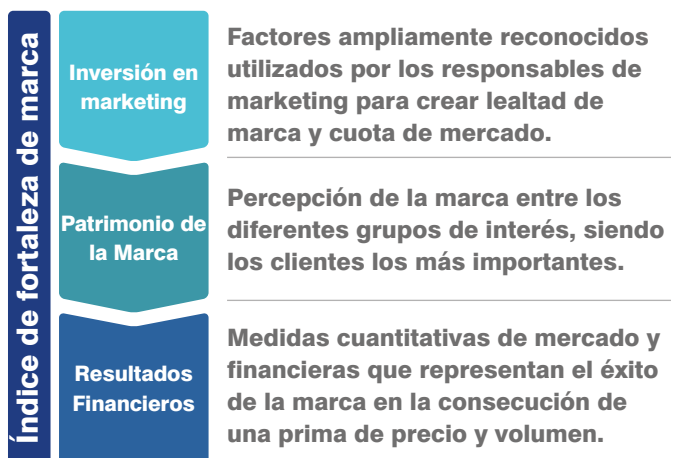 Índice de fortaleza de marca
Inversión en
marketing
Factores ampliamente reconocidos
utilizados por los responsables de
marketing para crear lealtad de
marca y cuota de mercado.
Patrimonio de
la Marca
Percepción de la marca entre los
diferentes grupos de interés, siendo
los clientes los más importantes.
Resultados
Financieros
Medidas cuantitativas de mercado y
financieras que representan el éxito
de la marca en la consecución de
una prima de precio y volumen.